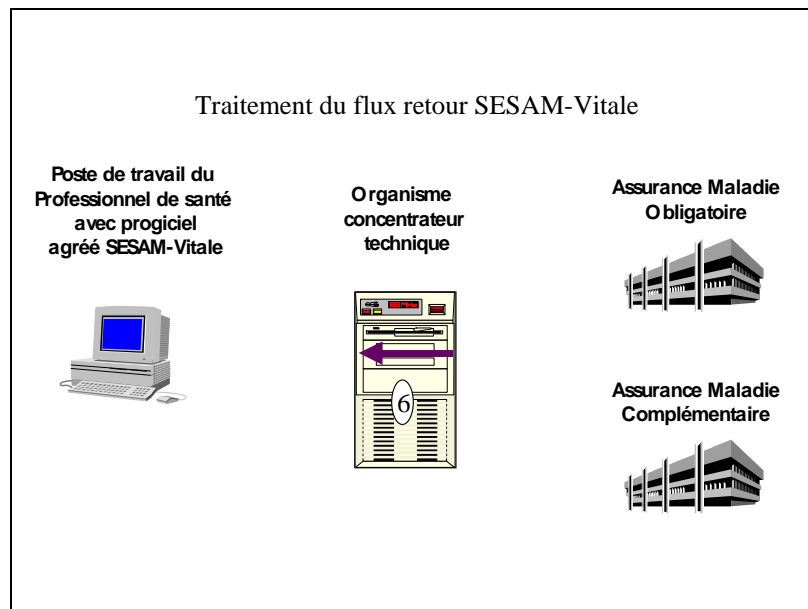 Traitement du flux retour SESAM-Vitale
Poste de travail du
Professionnel de santé
avec progiciel
agréé SESAM-Vitale
Organisme
concentrateur
technique
Assurance Maladie
Obligatoire
6
Assurance Maladie
Complémentaire